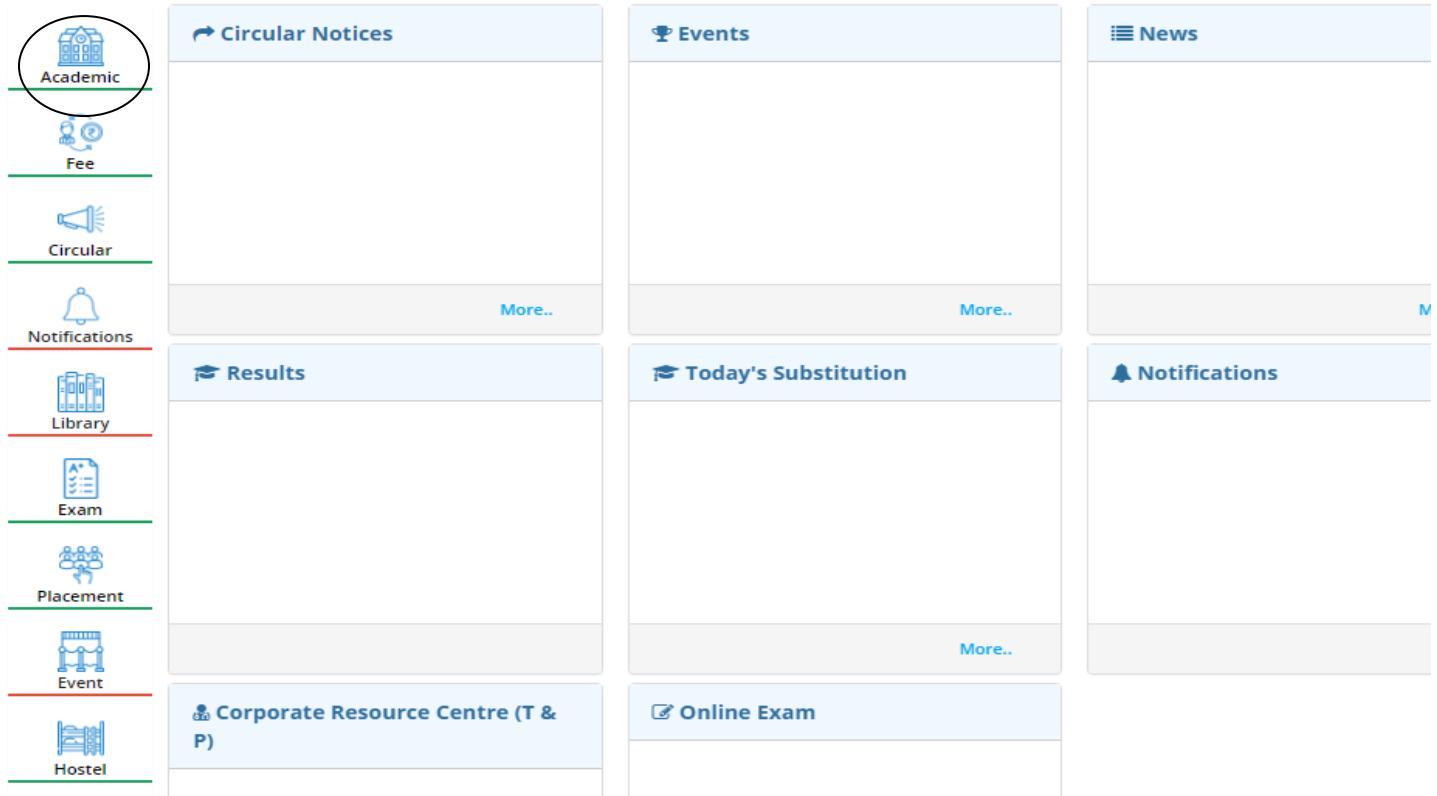 Academic
Fee
Circular
Notifications
Library
Exam
Placement
Event
Hostel
Circular Notices
More..
Events
More..
News
M
Results
Today's Substitution
More..
Notifications
Corporate Resource Centre (T &
P)
Online Exam